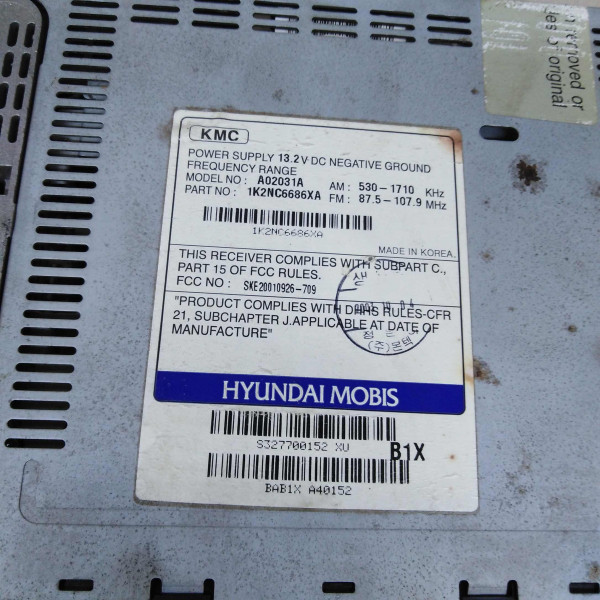 n removed or
les of original
KMC
POWER SUPPLY 13.2V DC NEGATIVE GROUND
FREQUENCY RANGE
MODEL NO : A02031A AM : 530-1710 KHz
PART NO : 1K2NC6686XA FM : 87.5-107.9 MHz
1K2NC6686XA
MADE IN KOREA.
THIS RECEIVER COMPLIES WITH SUBPART C.,
PART 15 OF FCC RULES.
FCC NO : SKE20010926-709
"PRODUCT COMPLIES WITH DHHS RULES-CFR
21, SUBCHAPTER J.APPLICABLE AT DATE OF
MANUFACTURE"
HYUNDAI MOBIS
S327700152 XU
B1X
BAB1X A40152